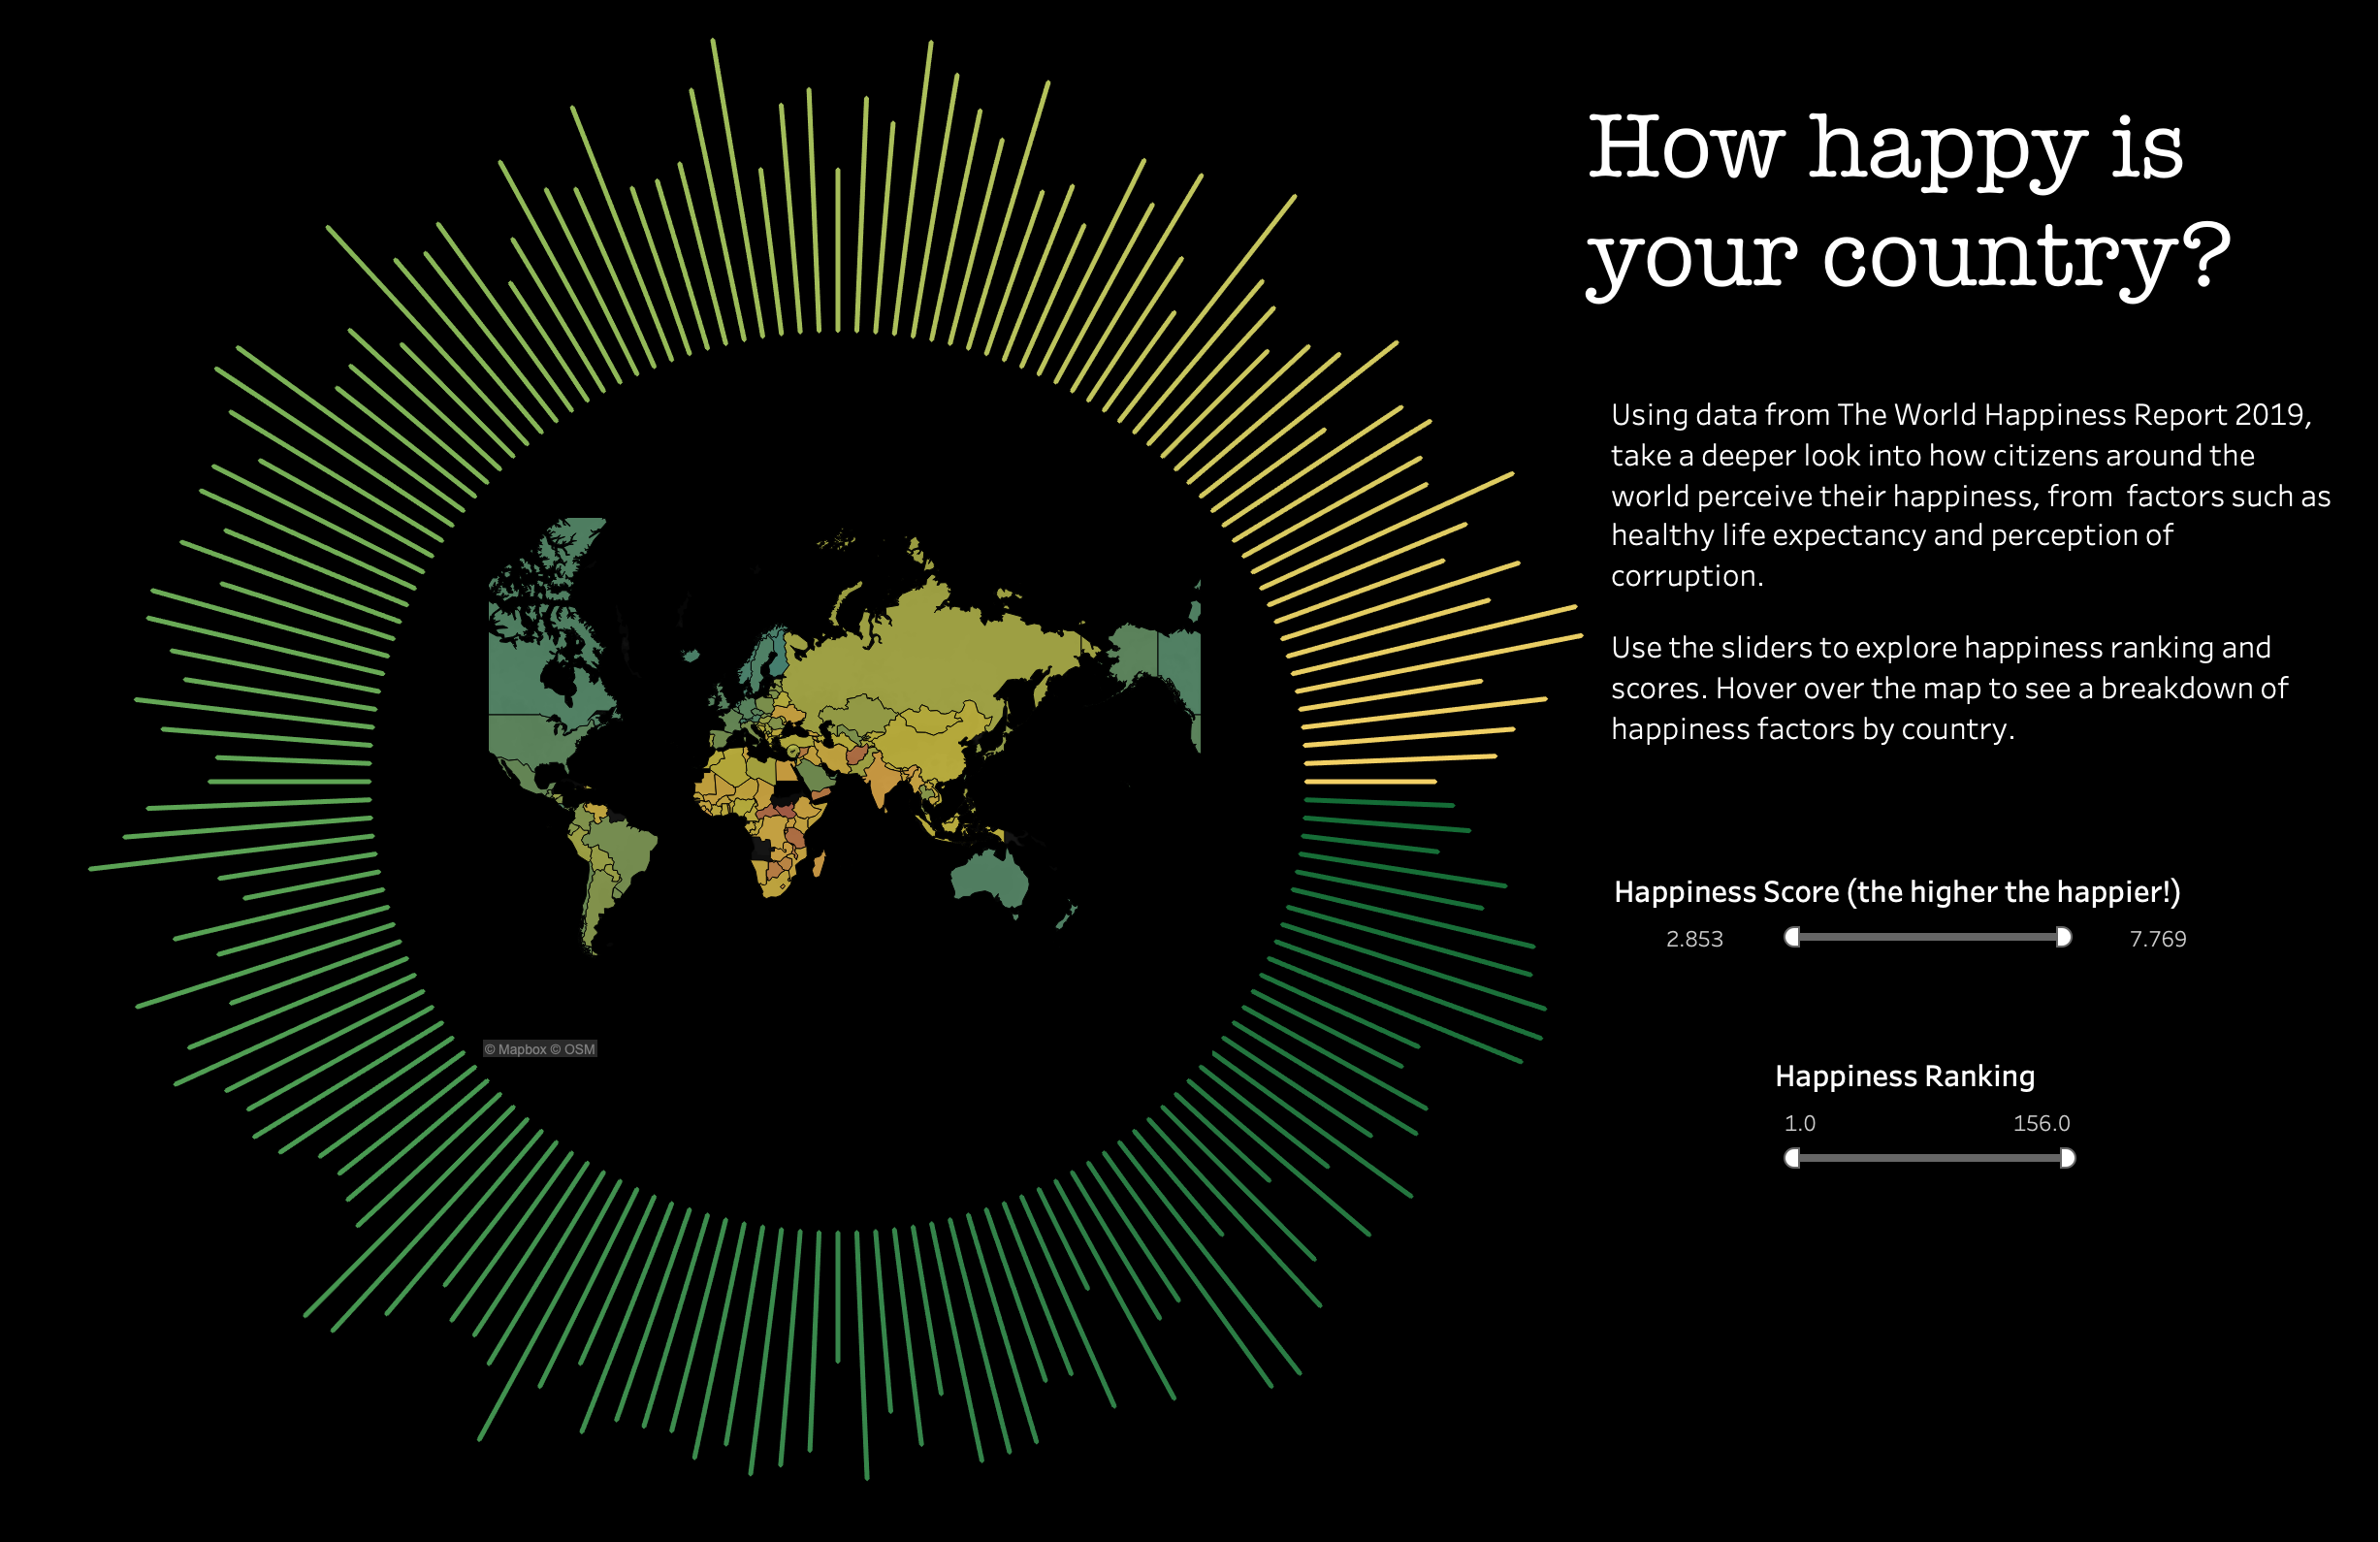 How happy is
your country?
Using data from The World Happiness Report 2019,
take a deeper look into how citizens around the
world perceive their happiness, from  factors such as
healthy life expectancy and perception of
corruption.
Use the sliders to explore happiness ranking and
scores. Hover over the map to see a breakdown of
happiness factors by country.
Happiness Score (the higher the happier!)
2.853 7.769
Happiness Ranking
1.0 156.0
© Mapbox © OSM